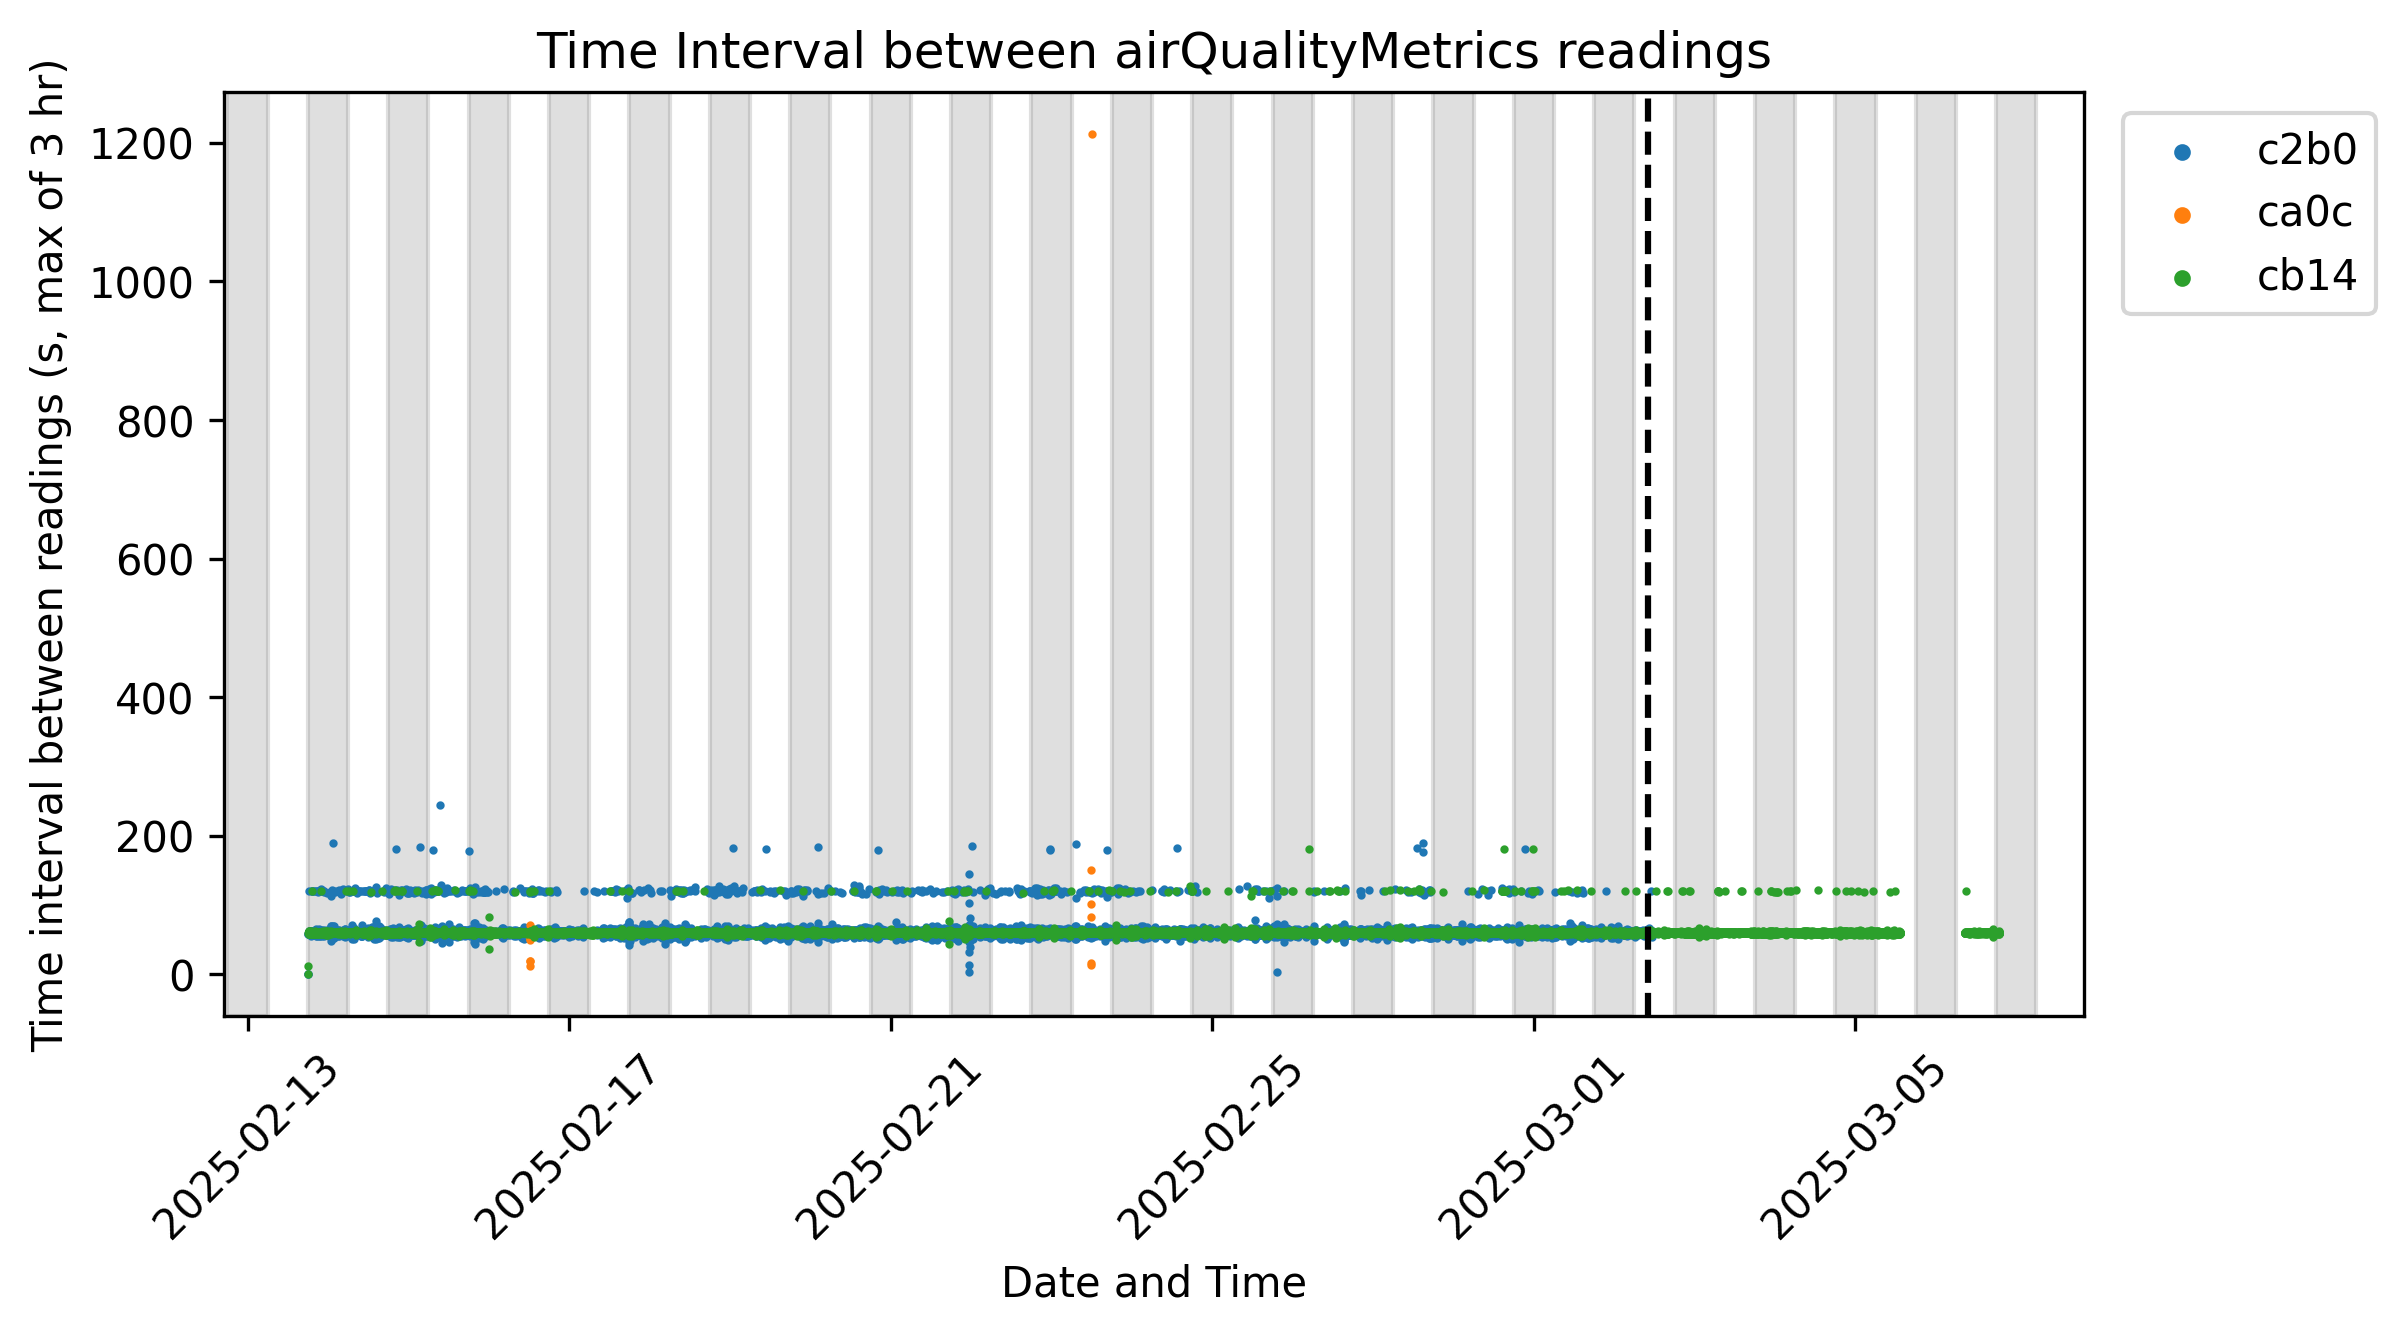 Time Interval between airQualityMetrics readings
Time interval between readings (s, max of 3 hr)
1200
1000
800
600
400
200
0
2025-02-13
2025-02-17
2025-02-21
2025-02-25
2025-03-01
2025-03-05
Date and Time
c2b0
ca0c
cb14